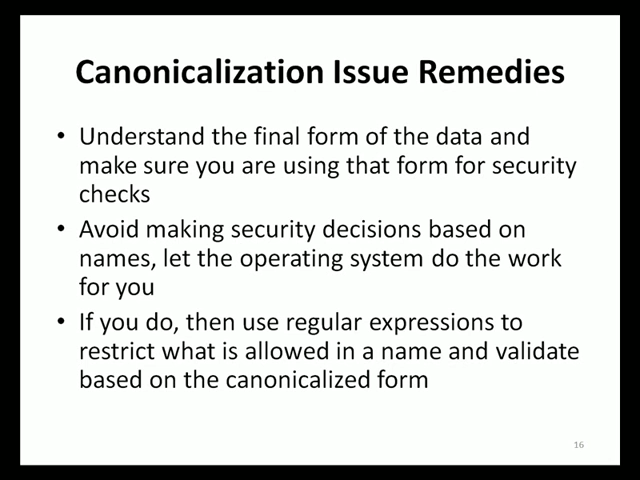 Canonicalization Issue Remedies
• Understand the final form of the data and
make sure you are using that form for security
checks
• Avoid making security decisions based on
names, let the operating system do the work
for you
• If you do, then use regular expressions to
restrict what is allowed in a name and validate
based on the canonicalized form
16